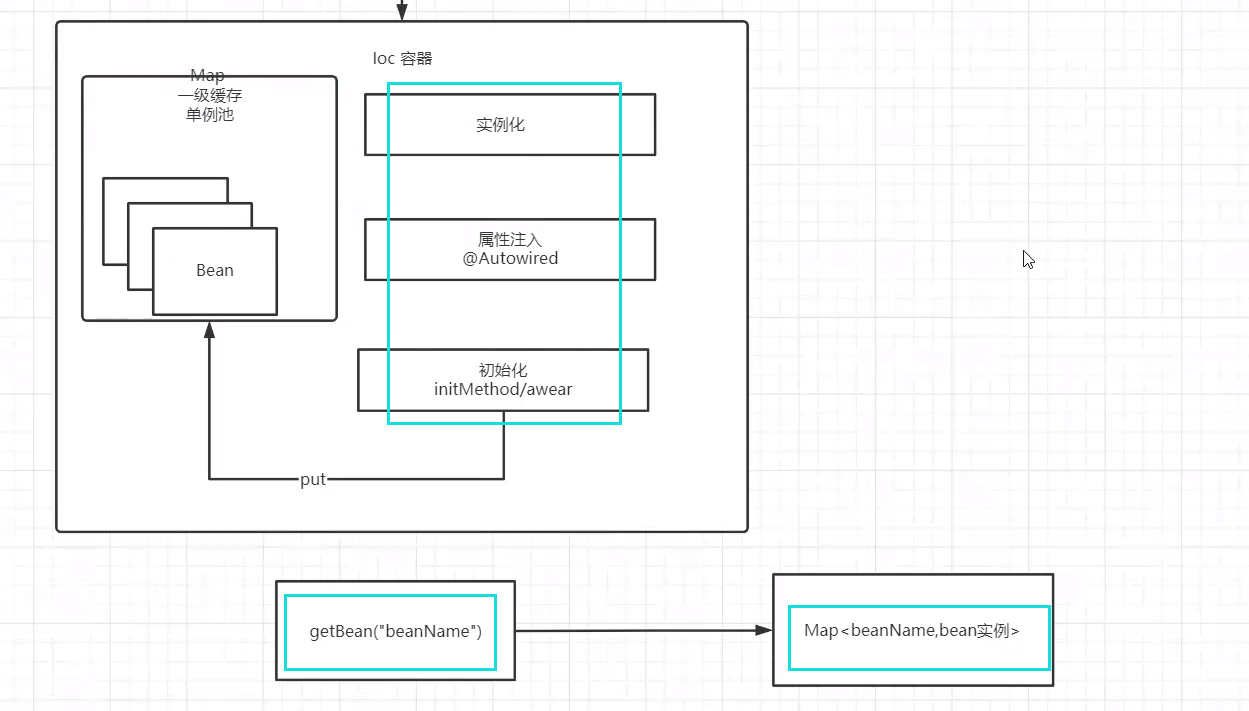 Ioc 容器
Map
一级缓存
单例池
实例化
属性注入
@Autowired
Bean
初始化
initMethod/awear
put
getBean("beanName")
Map<beanName,bean实例>